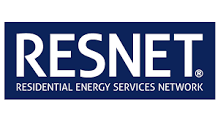 RESNET®
RESIDENTIAL ENERGY SERVICES NETWORK